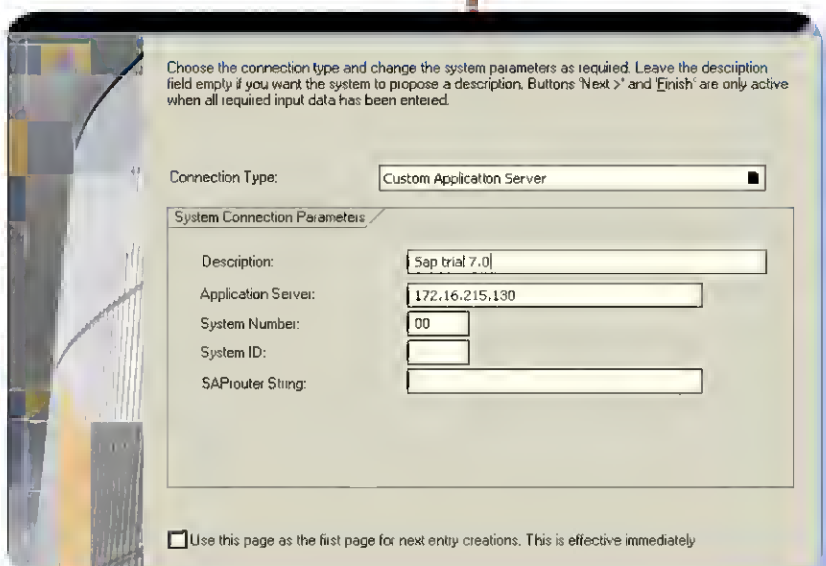 Choose the connection type and change the system parameters as required. Leave the description
field empty if you want the system to propose a description. Buttons 'Next >' and 'Finish' are only active
when all required input data has been entered.
Connection Type: Custom Application Server
System Connection Parameters
Description: Sap trial 7.0
Application Server: 172.16.215.130
System Number: 00
System ID:
SAProuter String:
Use this page as the first page for next entry creations. This is effective immediately